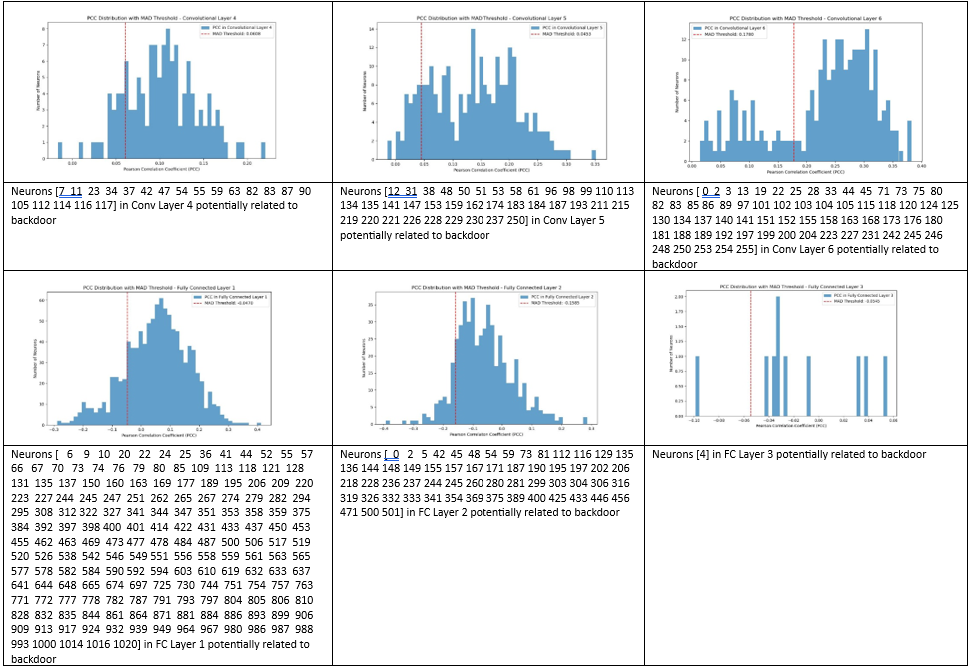 PCC Distribution with MAD Threshold - Convolutional Layer 4
PCC in Convolutional Layer 4
MAD Threshold: 0.0609
Number of Neurons
Pearson Correlation Coefficient (PCC)
PCC Distribution with MAD Threshold - Convolutional Layer 5
PCC in Convolutional Layer 5
Number of Neurons
Pearson Correlation Coefficient (PCC)
PCC Distribution with MAD Threshold - Convolutional Layer 6
PCC in Convolutional Layer 6
MAD Threshold: 0.1780
Number of Neurons
Pearson Correlation Coefficient (PCC)
Neurons [7 11 23 34 37 42 47 54 55 59 63 82 83 87 90
105 112 114 116 117] in Conv Layer 4 potentially related to
backdoor
Neurons [12 31 38 48 50 51 53 58 61 96 98 99 110 113
134 135 141 147 153 159 162 174 183 184 187 193 211 215
219 220 221 226 228 229 230 237 250] in Conv Layer 5
potentially related to backdoor
Neurons [ 0 2 3 13 19 22 25 28 33 44 45 71 73 75 80
82 83 85 86 89 97 101 102 103 104 105 115 118 120 124 125
130 134 137 140 141 151 152 155 158 163 168 173 176 180
181 188 189 192 197 199 200 204 223 227 231 242 245 246
248 250 253 254 255] in Conv Layer 6 potentially related to
backdoor
PCC Distribution with MAD Threshold - Fully Connected Layer 1
PCC in Fully Connected Layer 1
MAD Threshold: -0.0470
Number of Neurons
Pearson Correlation Coefficient (PCC)
PCC Distribution with MAD Threshold - Fully Connected Layer 2
PCC in Fully Connected Layer 2
Number of Neurons
Pearson Correlation Coefficient (PCC)
PCC Distribution with MAD Threshold - Fully Connected Layer 3
PCC in Fully Connected Layer 3
Number of Neurons
Pearson Correlation Coefficient (PCC)
Neurons [ 6 9 10 20 22 24 25 36 41 44 52 55 57
66 67 70 73 74 76 79 80 85 109 113 118 121 128
131 135 137 150 160 163 169 177 189 195 206 209 220
223 227 244 245 247 251 262 265 267 274 279 282 294
295 308 312 322 327 341 344 347 351 353 358 359 375
384 392 397 398 400 401 414 422 431 433 437 450 453
455 462 463 469 473 477 478 484 487 500 506 517 519
520 526 538 542 546 549 551 556 558 559 561 563 565
577 578 582 584 590 592 594 603 610 619 632 633 637
641 644 648 665 674 697 725 730 744 751 754 757 763
771 772 777 778 782 787 791 793 797 804 805 806 810
828 832 835 844 861 864 871 881 884 886 893 899 906
909 913 917 924 932 939 949 964 967 980 986 987 988
993 1000 1014 1016 1020] in FC Layer 1 potentially related to
backdoor
Neurons [ 0 2 5 42 45 48 54 59 73 81 112 116 129 135
136 144 148 149 155 157 167 171 187 190 195 197 202 206
218 228 236 237 244 245 260 280 281 299 303 304 306 316
319 326 332 333 341 354 369 375 389 400 425 433 446 456
471 500 501] in FC Layer 2 potentially related to backdoor
Neurons [4] in FC Layer 3 potentially related to backdoor